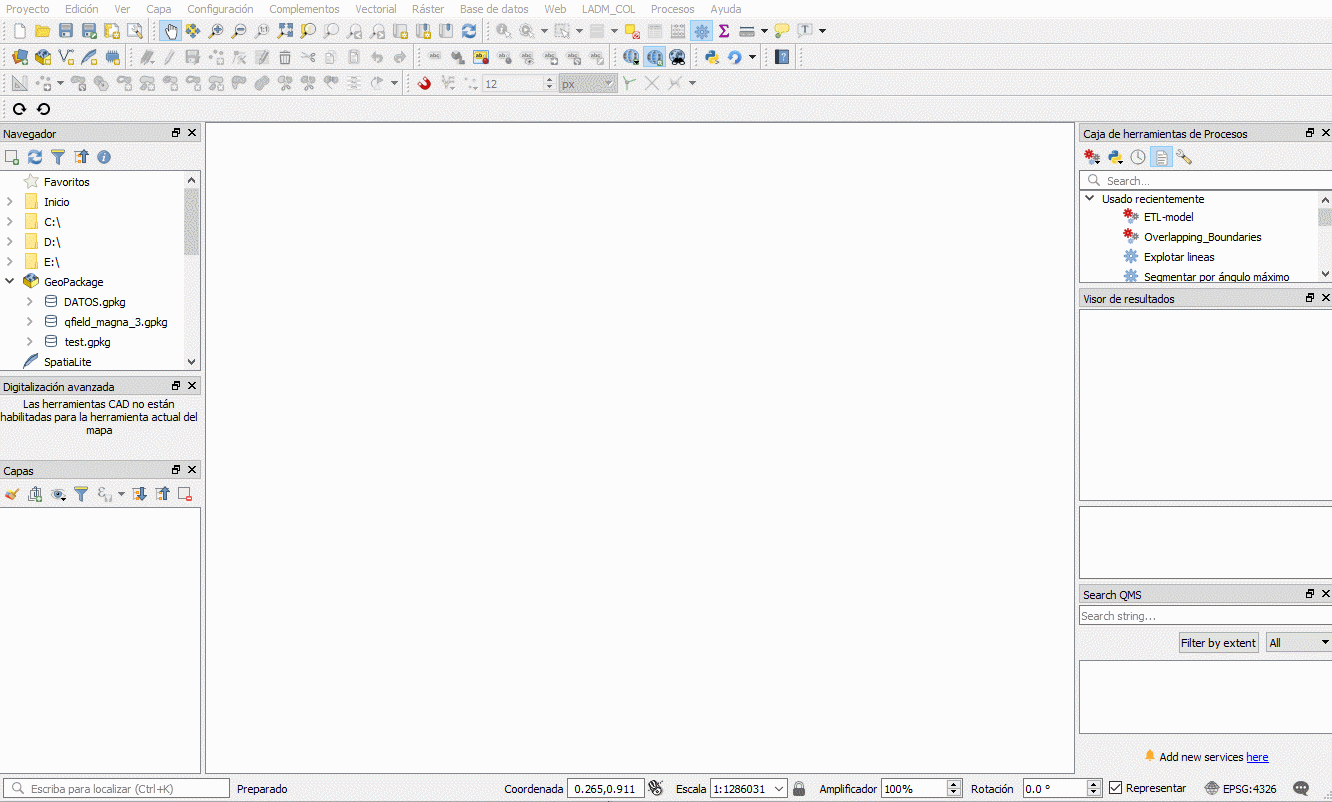 Proyecto Edición Ver Capa Configuración Complementos Vectorial Ráster Base de datos Web LADM_COL Procesos Ayuda
12 px
Navegador
Favoritos
Inicio
C:\
D:\
E:\
GeoPackage
DATOS.gpkg
qfield_magna_3.gpkg
test.gpkg
SpatiaLite
Digitalización avanzada
Las herramientas CAD no están
habilitadas para la herramienta actual del
mapa
Capas
Caja de herramientas de Procesos
Search...
Usado recientemente
ETL-model
Overlapping_Boundaries
Explotar lineas
Segmentar por ángulo máximo
Visor de resultados
Search QMS
Search string...
Filter by extent All
Add new services here
Escriba para localizar (Ctrl+K) Preparado Coordenada 0.265,0.911 Escala 1:1286031 Amplificador 100% Rotación 0.0 ° Representar EPSG:4326